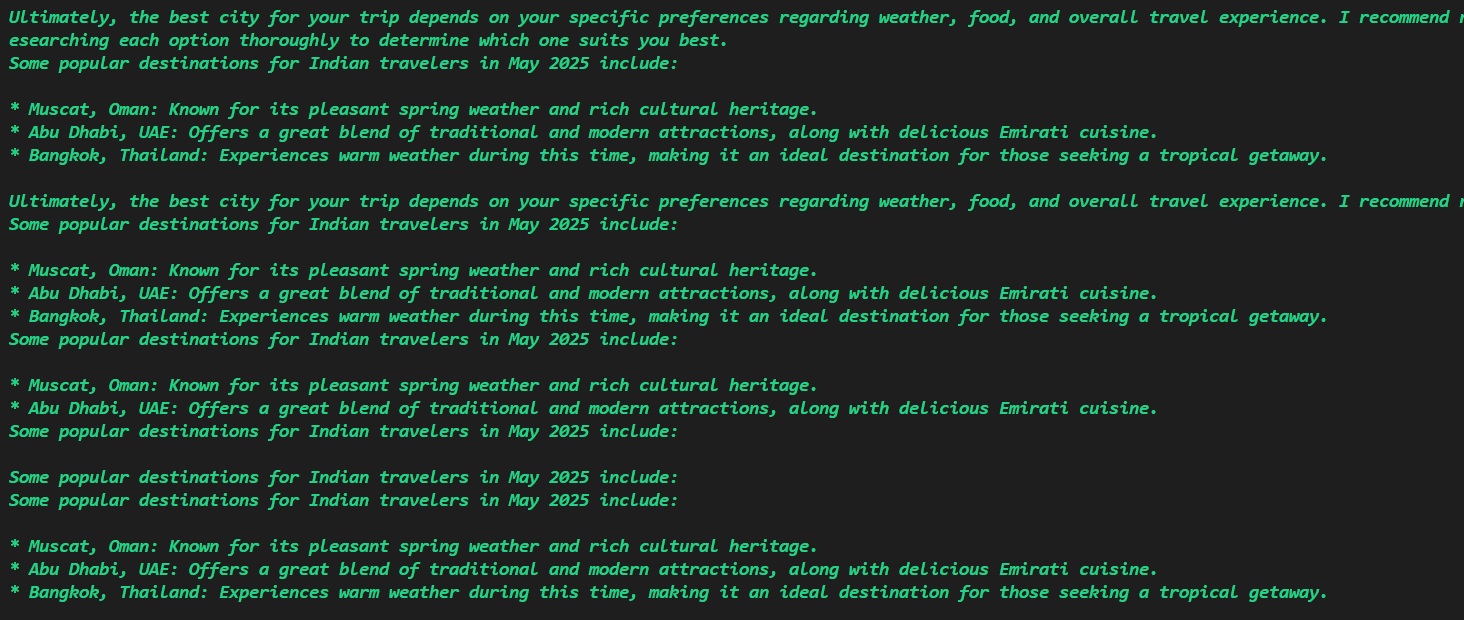 Ultimately, the best city for your trip depends on your specific preferences regarding weather, food, and overall travel experience. I recommend
esearching each option thoroughly to determine which one suits you best.
Some popular destinations for Indian travelers in May 2025 include:
* Muscat, Oman: Known for its pleasant spring weather and rich cultural heritage.
* Abu Dhabi, UAE: Offers a great blend of traditional and modern attractions, along with delicious Emirati cuisine.
* Bangkok, Thailand: Experiences warm weather during this time, making it an ideal destination for those seeking a tropical getaway.
Ultimately, the best city for your trip depends on your specific preferences regarding weather, food, and overall travel experience. I recommend
Some popular destinations for Indian travelers in May 2025 include:
* Muscat, Oman: Known for its pleasant spring weather and rich cultural heritage.
* Abu Dhabi, UAE: Offers a great blend of traditional and modern attractions, along with delicious Emirati cuisine.
* Bangkok, Thailand: Experiences warm weather during this time, making it an ideal destination for those seeking a tropical getaway.
Some popular destinations for Indian travelers in May 2025 include:
* Muscat, Oman: Known for its pleasant spring weather and rich cultural heritage.
* Abu Dhabi, UAE: Offers a great blend of traditional and modern attractions, along with delicious Emirati cuisine.
Some popular destinations for Indian travelers in May 2025 include:
Some popular destinations for Indian travelers in May 2025 include:
Some popular destinations for Indian travelers in May 2025 include:
* Muscat, Oman: Known for its pleasant spring weather and rich cultural heritage.
* Abu Dhabi, UAE: Offers a great blend of traditional and modern attractions, along with delicious Emirati cuisine.
* Bangkok, Thailand: Experiences warm weather during this time, making it an ideal destination for those seeking a tropical getaway.